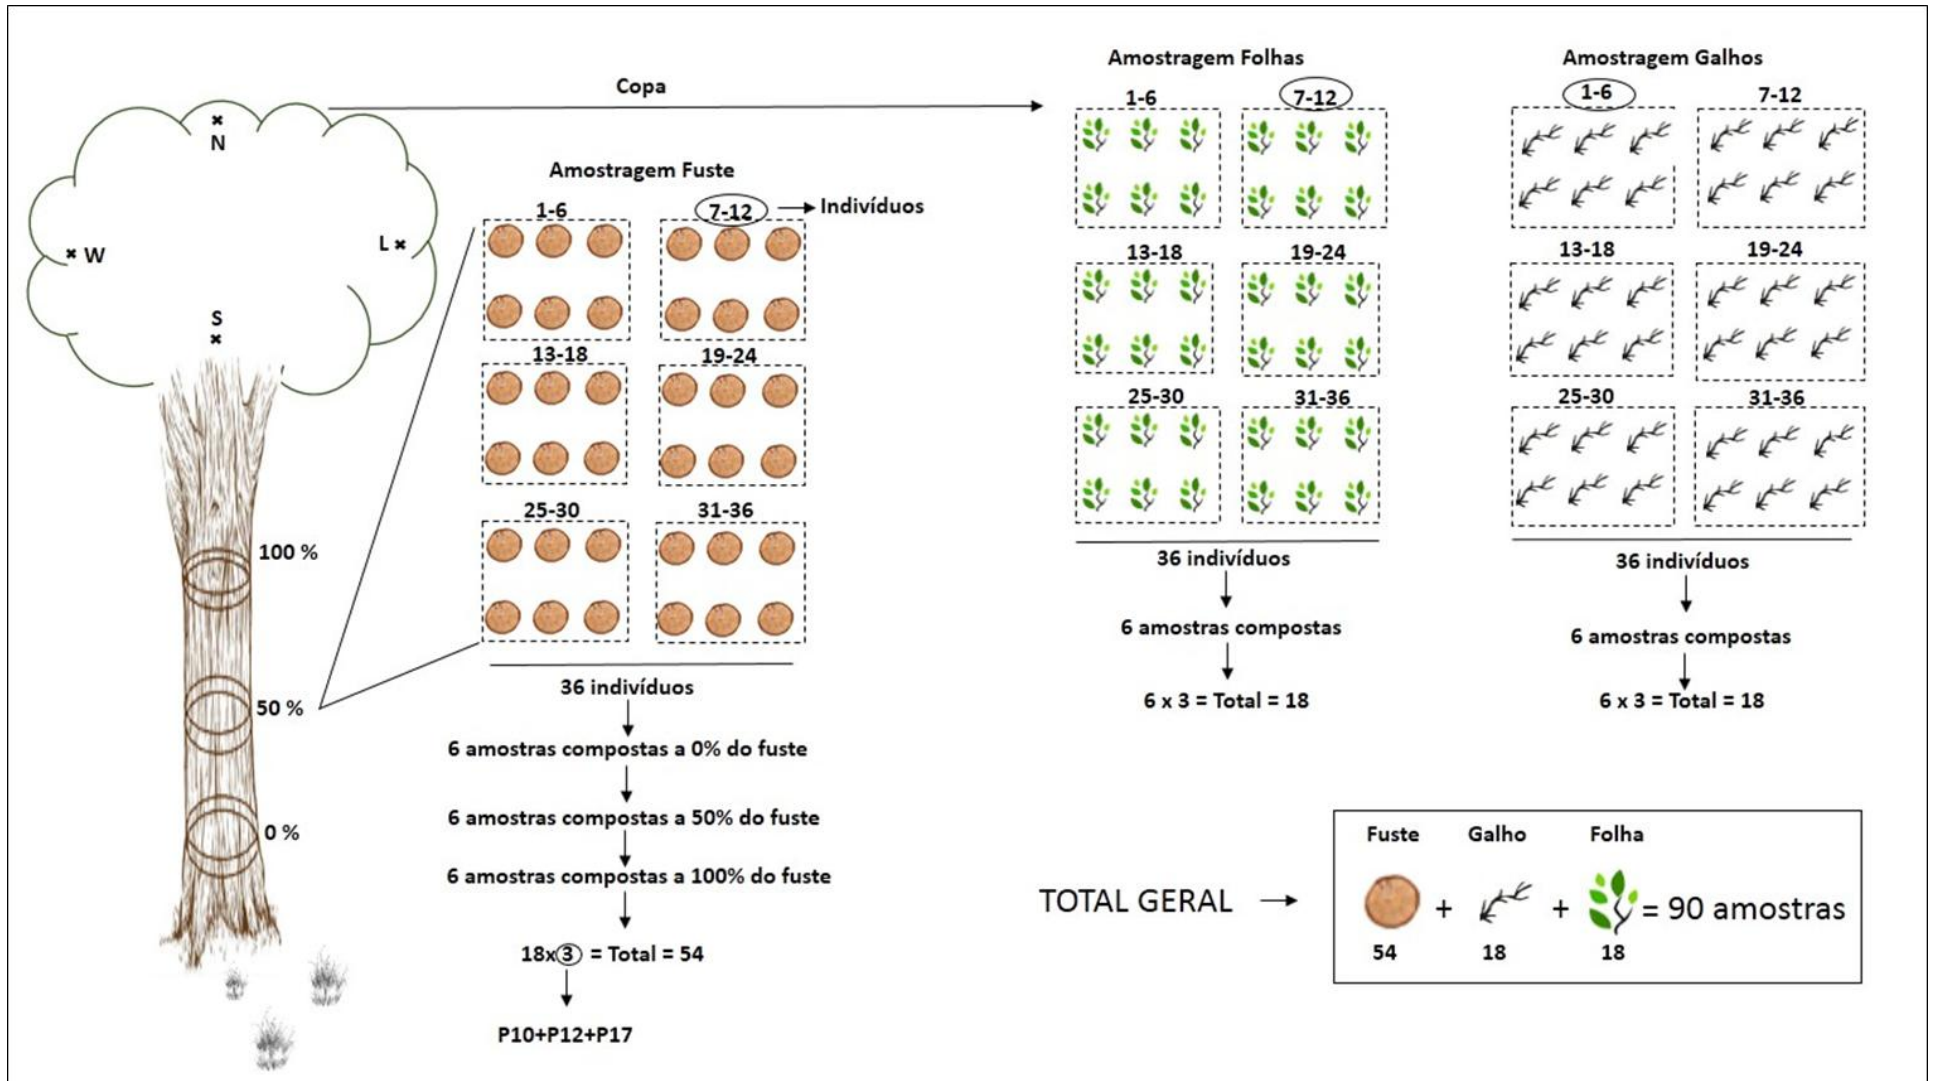 Copa
N
W
L
S
100 %
50 %
0 %
Amostragem Fuste
1-6
7-12
Indivíduos
13-18
19-24
25-30
31-36
36 indivíduos
6 amostras compostas a 0% do fuste
6 amostras compostas a 50% do fuste
6 amostras compostas a 100% do fuste
18x3 = Total = 54
P10+P12+P17
Amostragem Folhas
1-6
7-12
13-18
19-24
25-30
31-36
36 indivíduos
6 amostras compostas
6 x 3 = Total = 18
Amostragem Galhos
1-6
7-12
13-18
19-24
25-30
31-36
36 indivíduos
6 amostras compostas
6 x 3 = Total = 18
TOTAL GERAL
Fuste Galho Folha
+ + = 90 amostras
54 18 18